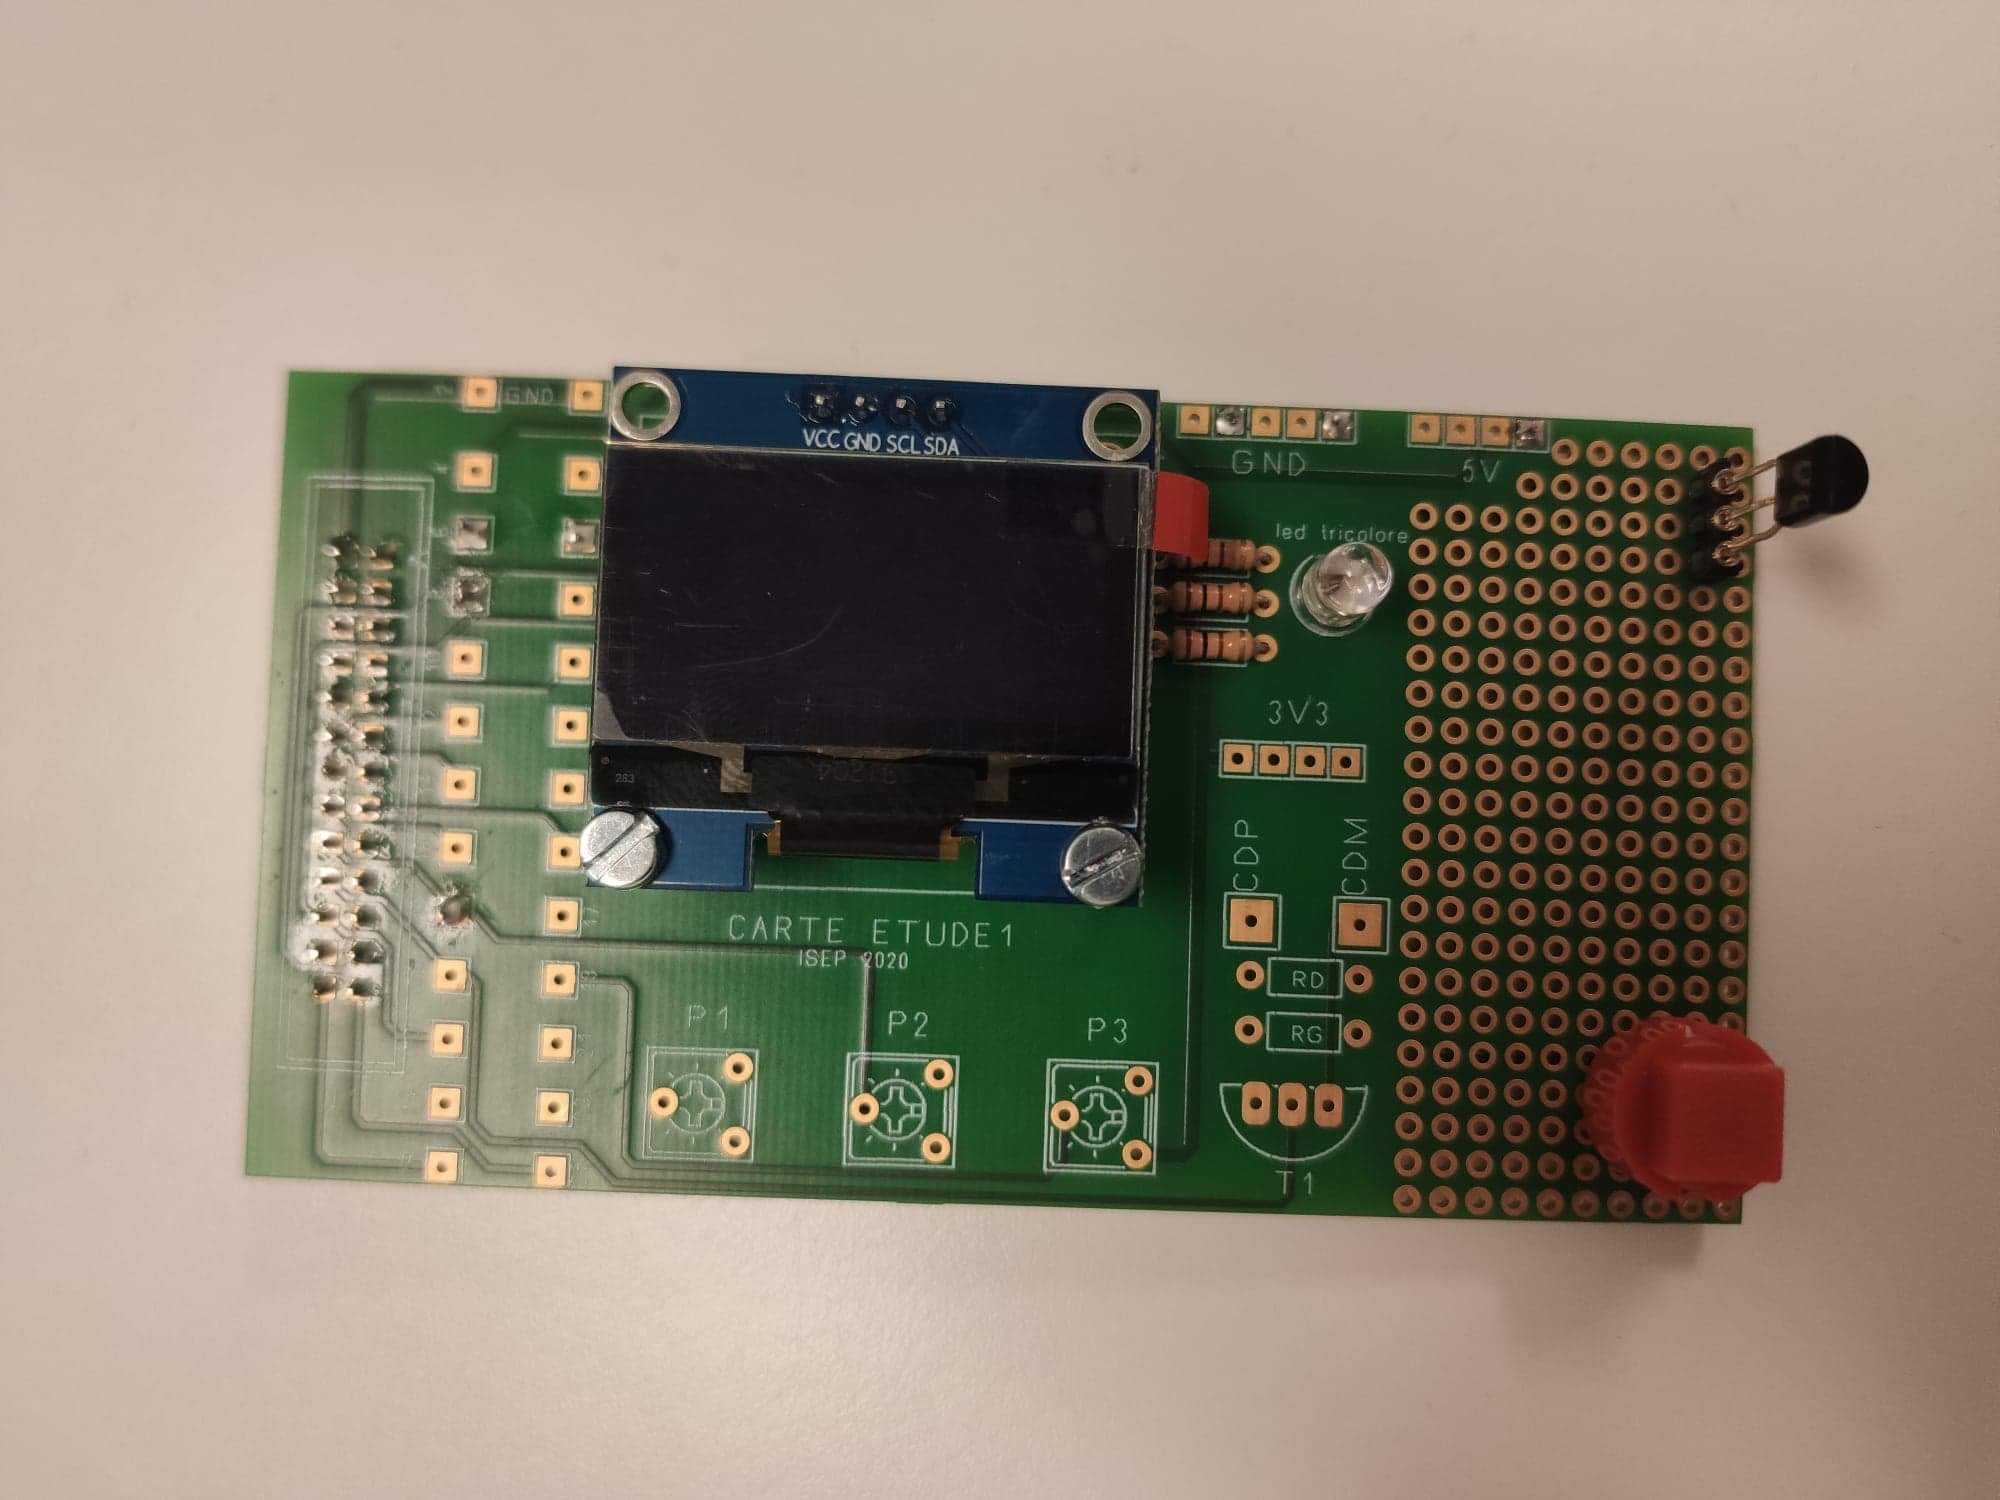 GND
VCC GND SCL SDA
GND
5V
led tricolore
3V3
283
CDP
CDM
CARTE ETUDE1
ISEP 2020
RD
RG
P1
P2
P3
T1